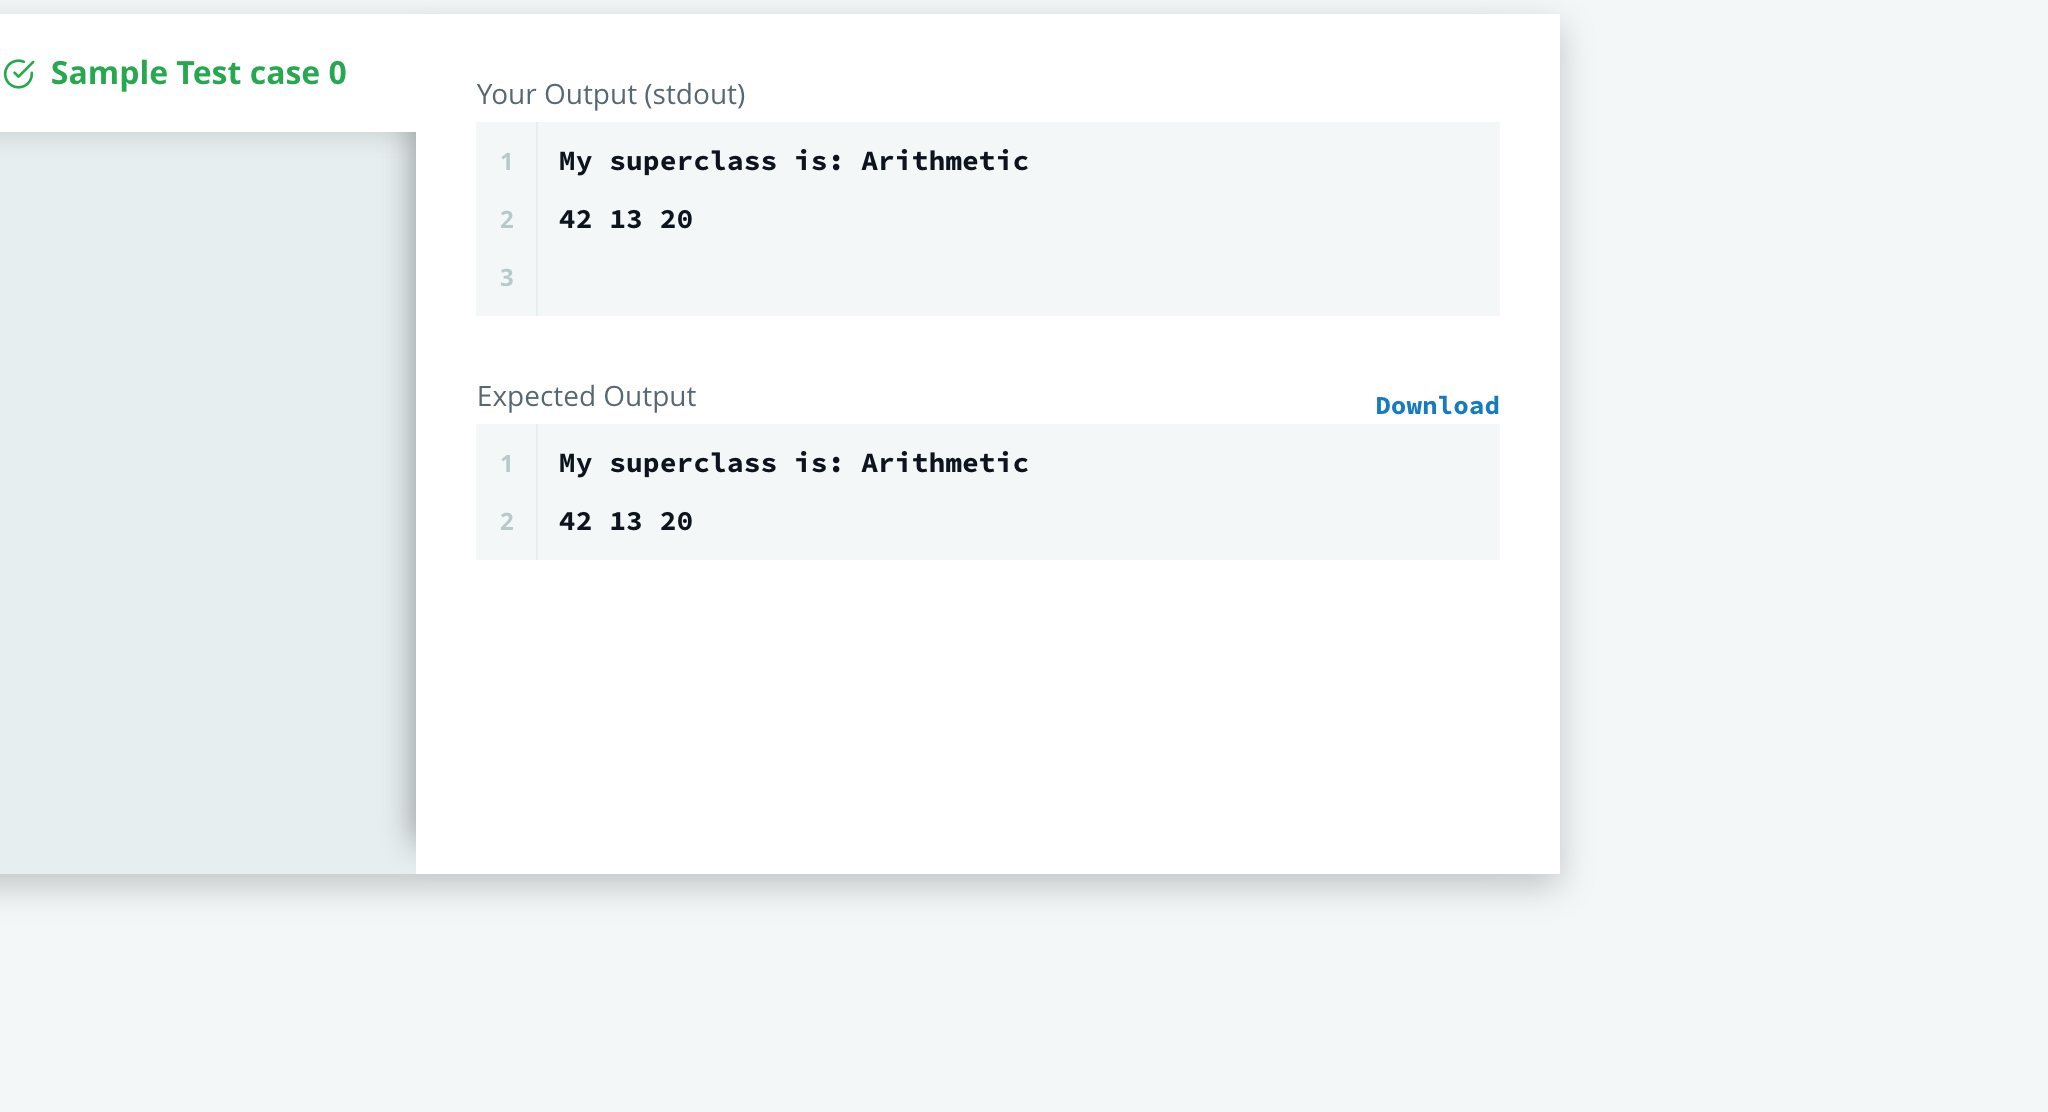 Sample Test case 0
Your Output (stdout)
1 My superclass is: Arithmetic
2 42 13 20
3
Expected Output
Download
1 My superclass is: Arithmetic
2 42 13 20